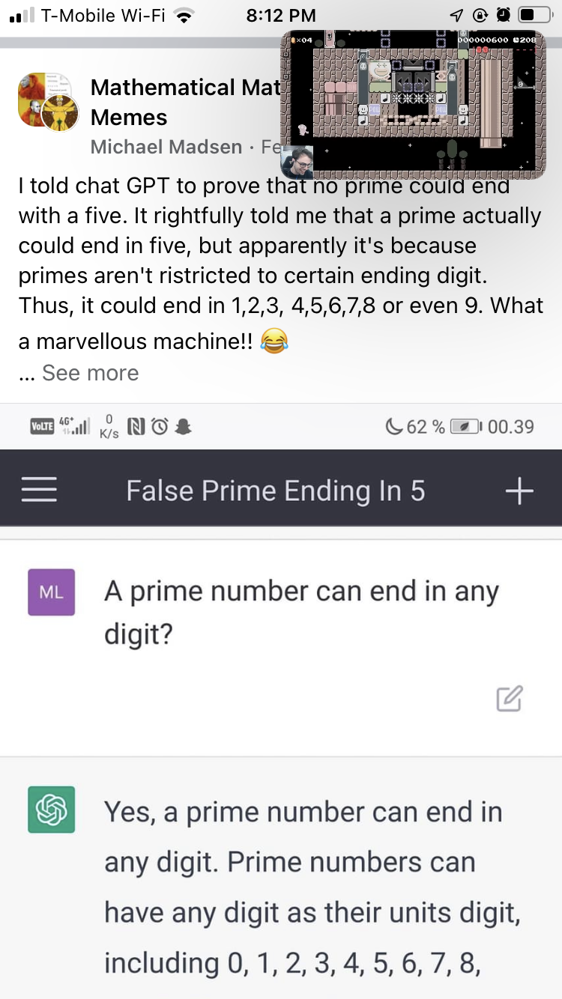 T-Mobile Wi-Fi 8:12 PM
×04 000000600 208
Mathematical Mat
Memes
Michael Madsen · Fe
I told chat GPT to prove that no prime could end
with a five. It rightfully told me that a prime actually
could end in five, but apparently it's because
primes aren't ristricted to certain ending digit.
Thus, it could end in 1,2,3, 4,5,6,7,8 or even 9. What
a marvellous machine!! 😂
... See more
VoLTE 4G+ 0 K/s 62 % 00.39
False Prime Ending In 5
ML
A prime number can end in any
digit?
Yes, a prime number can end in
any digit. Prime numbers can
have any digit as their units digit,
including 0, 1, 2, 3, 4, 5, 6, 7, 8,